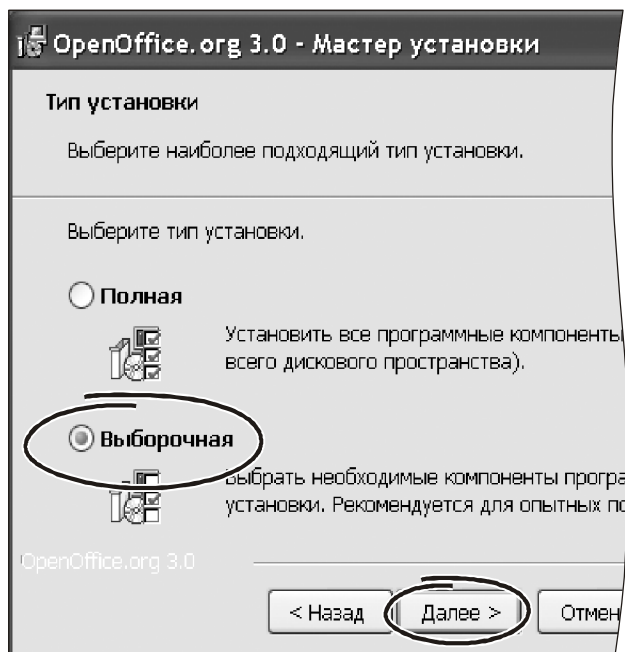 OpenOffice.org 3.0 - Мастер установки
Тип установки
Выберите наиболее подходящий тип установки.
Выберите тип установки.
Полная
Установить все программные компоненты
всего дискового пространства).
Выборочная
Выбрать необходимые компоненты
установки. Рекомендуется для опытных
OpenOffice.org 3.0
< Назад Далее >